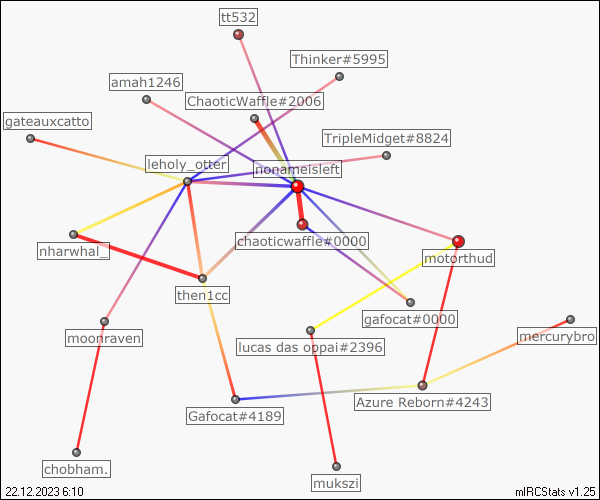 tt532
Thinker#5995
amah1246
ChaoticWaffle#2006
gateauxcatto
TripleMidget#8824
leholy_otter
nonameisleft
chaoticwaffle#0000
nharwhal_
motorthud
then1cc
gafocat#0000
moonraven
lucas das oppai#2396
mercurybro
Gafocat#4189
Azure Reborn#4243
chobham.
mukszi
22.12.2023 6:10
mIRCStats v1.25